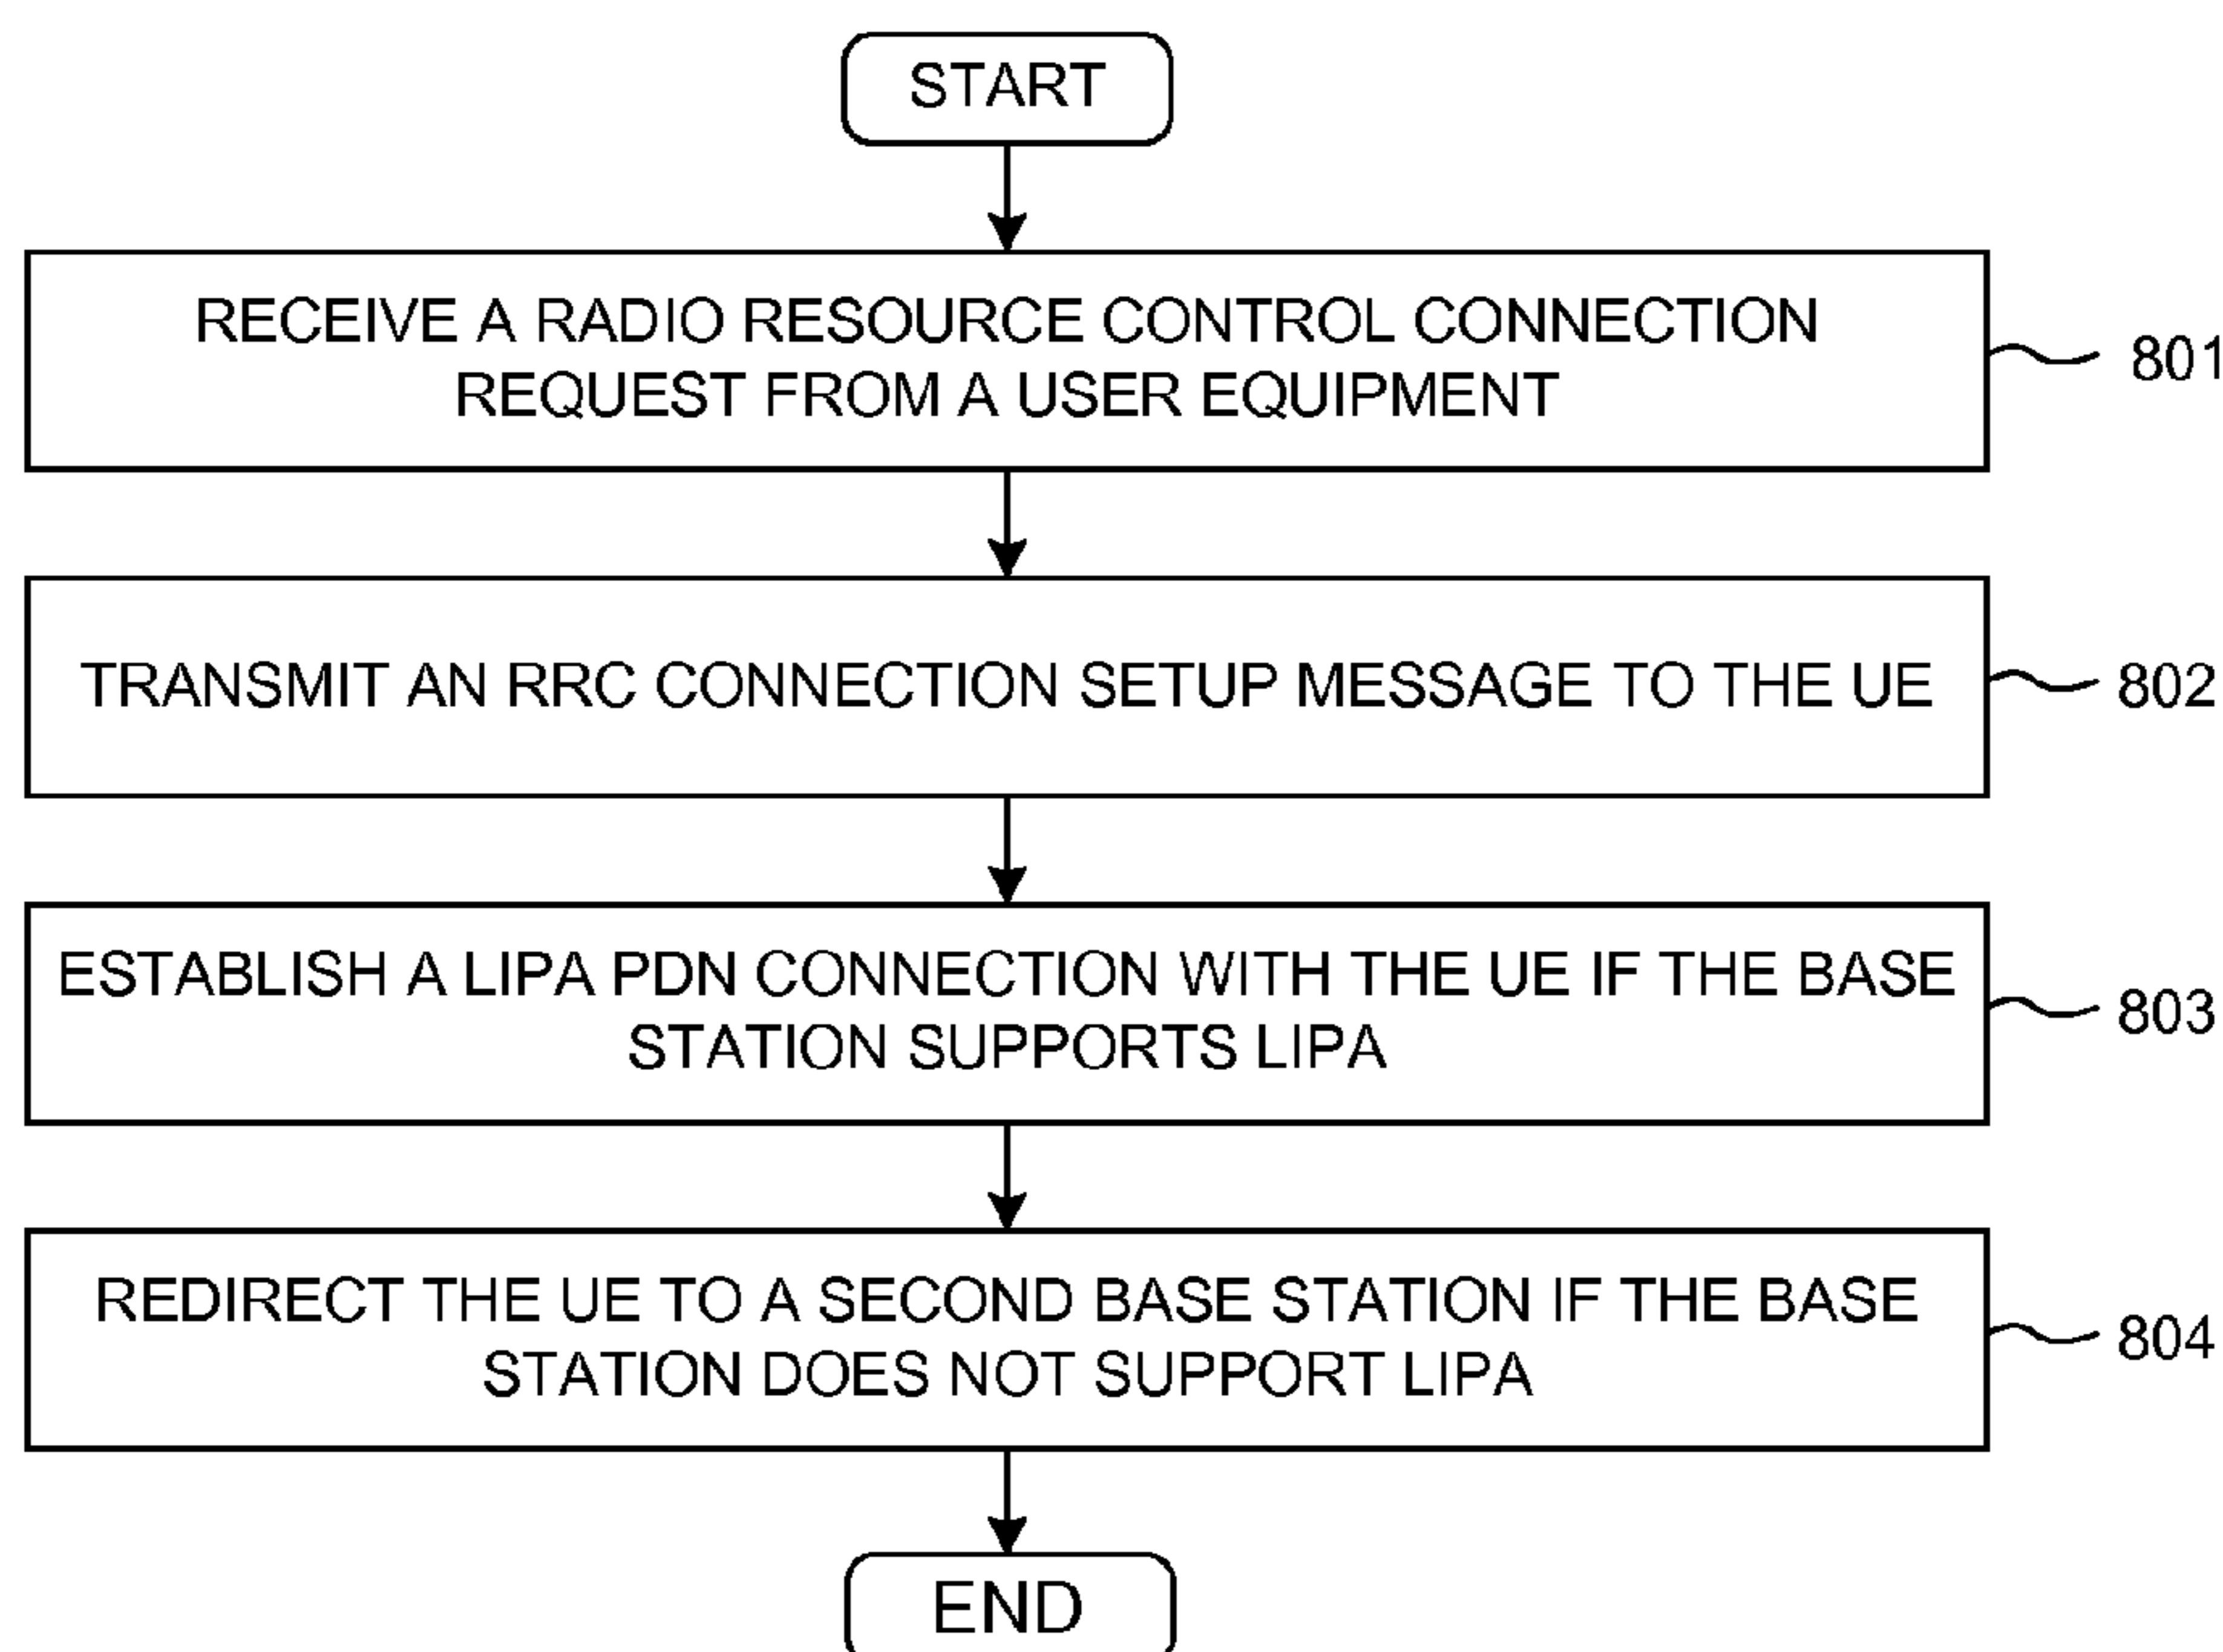 START
RECEIVE A RADIO RESOURCE CONTROL CONNECTION
REQUEST FROM A USER EQUIPMENT
801
TRANSMIT AN RRC CONNECTION SETUP MESSAGE TO THE UE
802
ESTABLISH A LIPA PDN CONNECTION WITH THE UE IF THE BASE
STATION SUPPORTS LIPA
803
REDIRECT THE UE TO A SECOND BASE STATION IF THE BASE
STATION DOES NOT SUPPORT LIPA
804
END